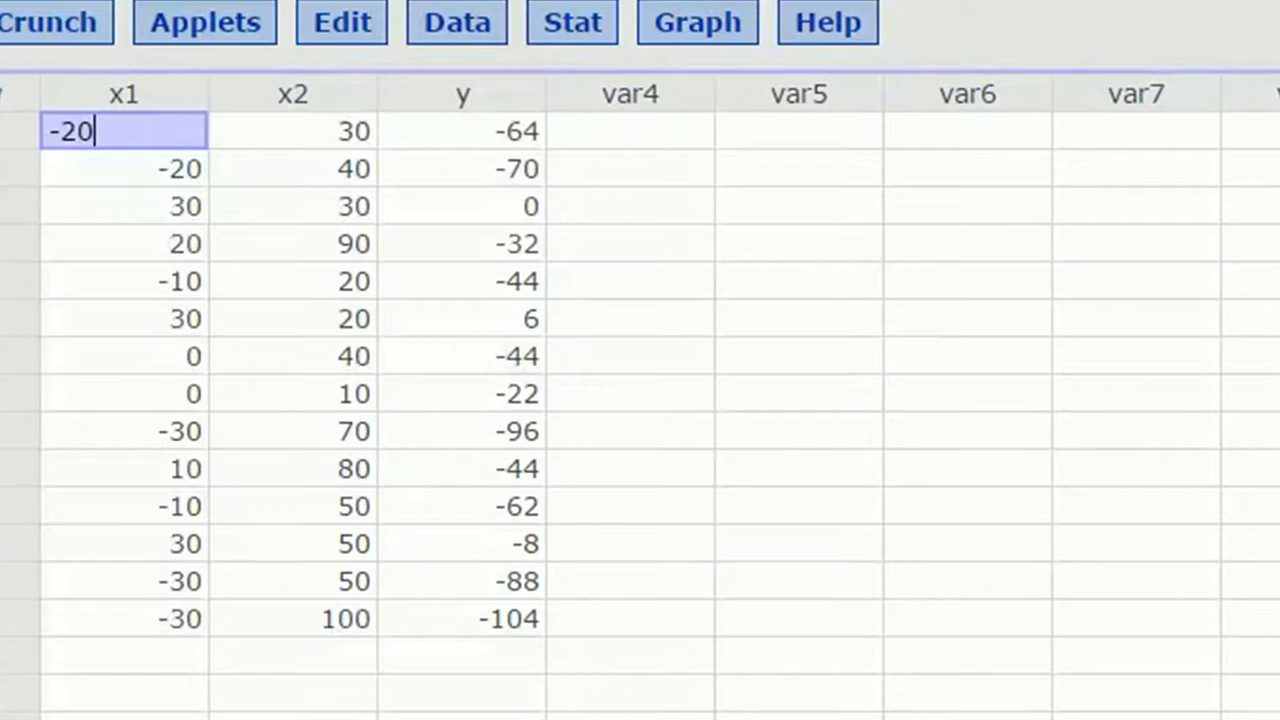 Crunch Applets Edit Data Stat Graph Help
x1 x2 y var4 var5 var6 var7
-20 30 -64
-20 40 -70
30 30 0
20 90 -32
-10 20 -44
30 20 6
0 40 -44
0 10 -22
-30 70 -96
10 80 -44
-10 50 -62
30 50 -8
-30 50 -88
-30 100 -104